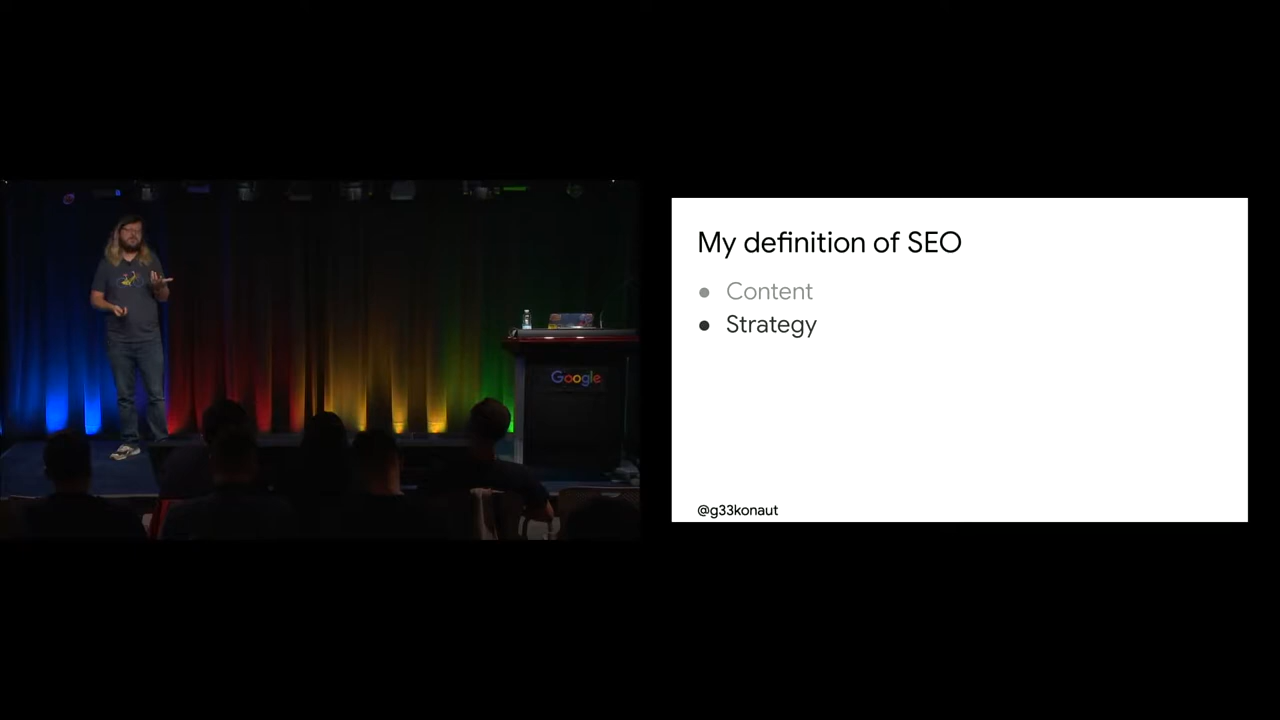 Google
My definition of SEO
● Content
● Strategy
@g33konaut